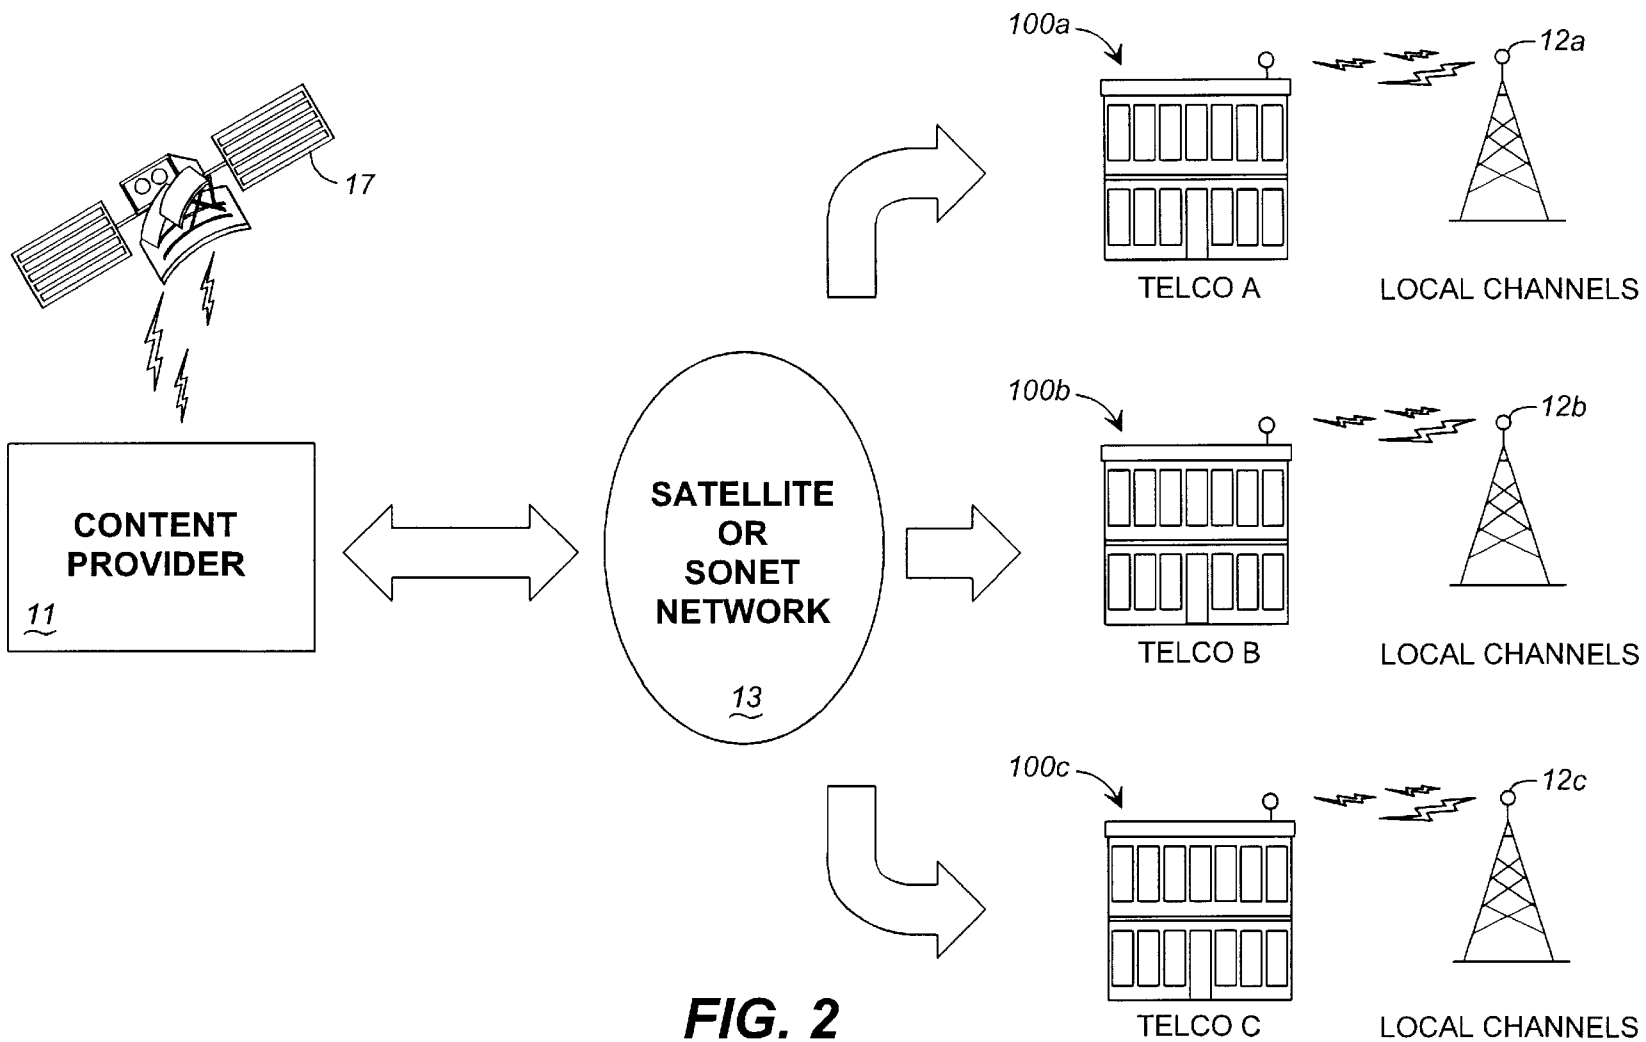 100a
12a
17
TELCO A
LOCAL CHANNELS
100b
12b
CONTENT
PROVIDER
11
SATELLITE
OR
SONET
NETWORK
13
TELCO B
LOCAL CHANNELS
100c
12c
TELCO C
LOCAL CHANNELS
FIG. 2